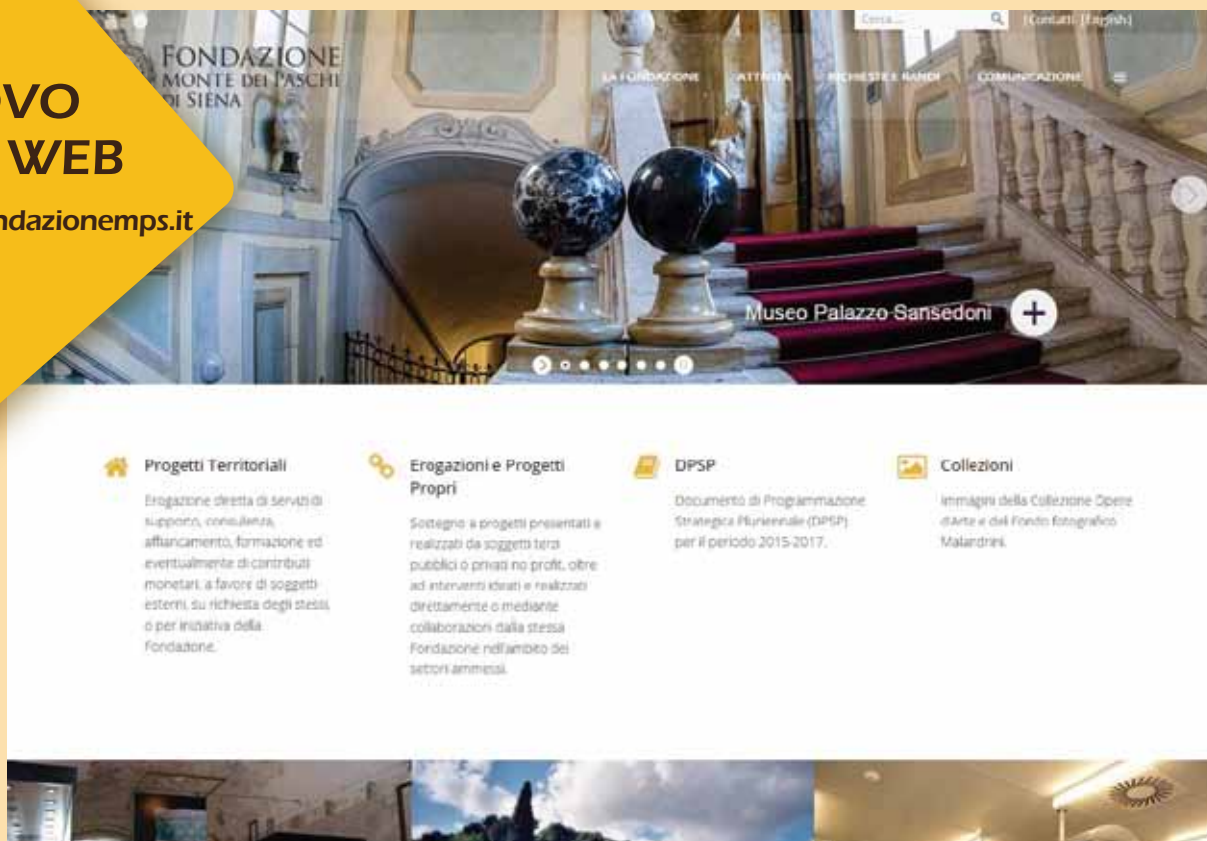 OVO
WEB
ndazionemps.it
FONDAZIONE
MONTE DEI PASCHI
DI SIENA
Cerca ...
|Contatti |English|
LA FONDAZIONE
ATTIVITÀ
RICHIESTE E BANDI
COMUNICAZIONE
Museo Palazzo Sansedoni
Progetti Territoriali
Erogazione diretta di servizi di
supporto, consulenza,
affiancamento, formazione ed
eventualmente di contributi
monetari, a favore di soggetti
esterni, su richiesta degli stessi,
o per iniziativa della
Fondazione.
Erogazioni e Progetti
Propri
Sostegno a progetti presentati e
realizzati da soggetti terzi
pubblici o privati no profit, oltre
ad interventi ideati e realizzati
direttamente o mediante
collaborazioni dalla stessa
Fondazione nell'ambito dei
settori ammessi.
DPSP
Documento di Programmazione
Strategica Pluriennale (DPSP)
per il periodo 2015-2017.
Collezioni
Immagini della Collezione Opere
d'Arte e del Fondo fotografico
Malandrini.